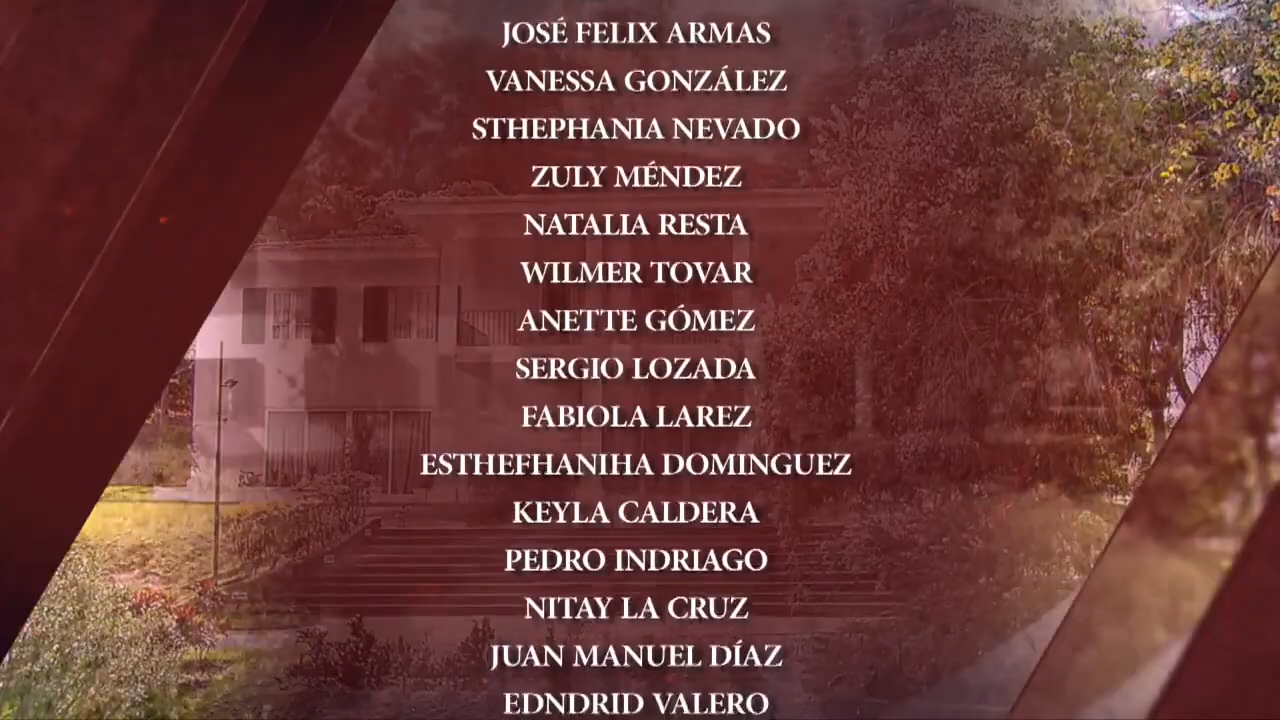 JOSÉ FELIX ARMAS
VANESSA GONZÁLEZ
STHEPHANIA NEVADO
ZULY MÉNDEZ
NATALIA RESTA
WILMER TOVAR
ANETTE GÓMEZ
SERGIO LOZADA
FABIOLA LAREZ
ESTHEFHANIHA DOMINGUEZ
KEYLA CALDERA
PEDRO INDRIAGO
NITAY LA CRUZ
JUAN MANUEL DÍAZ
EDNDRID VALERO